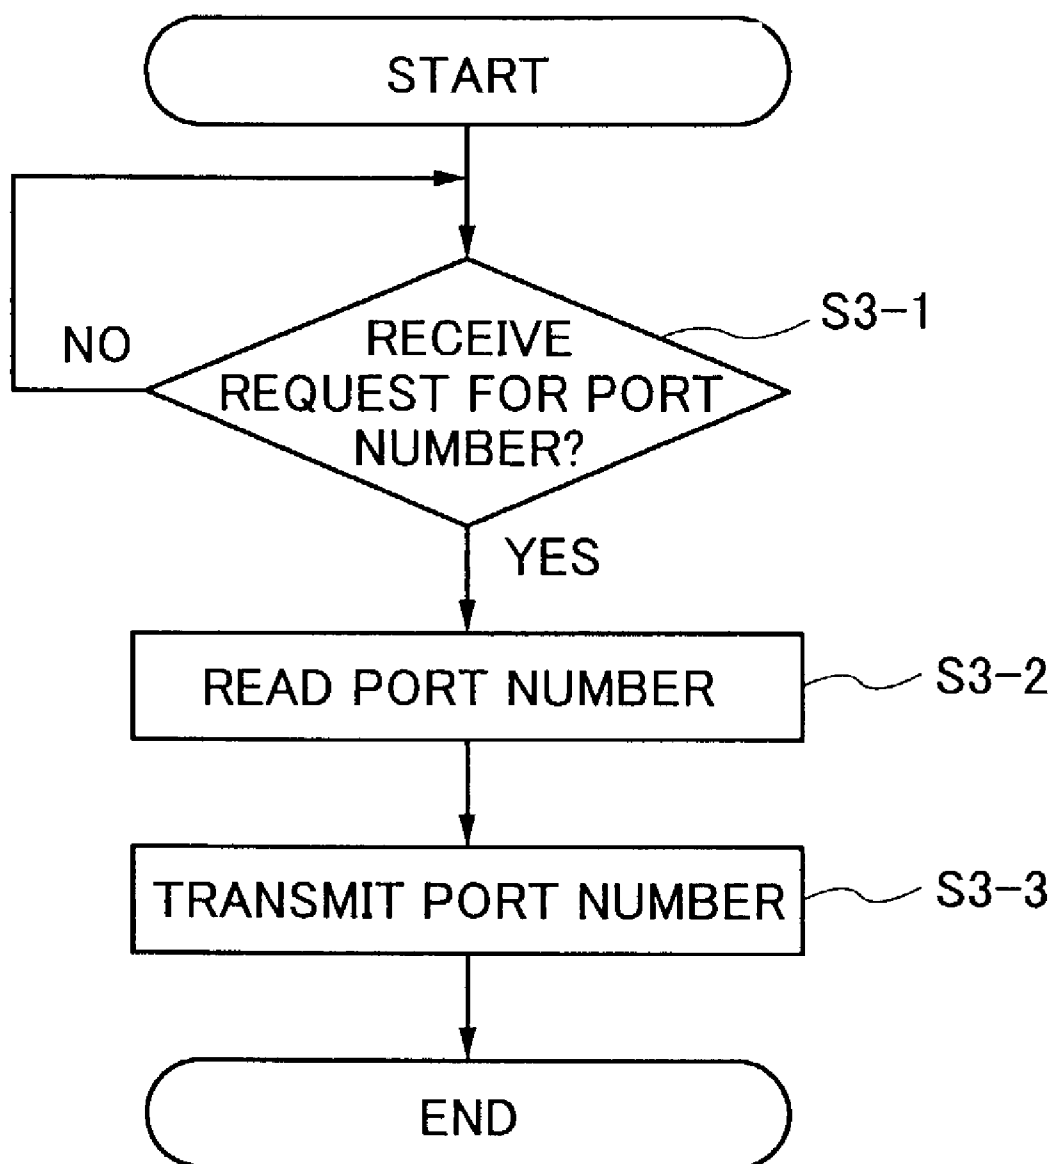 START
NO
RECEIVE
REQUEST FOR PORT
NUMBER?
S3-1
YES
READ PORT NUMBER
S3-2
TRANSMIT PORT NUMBER
S3-3
END